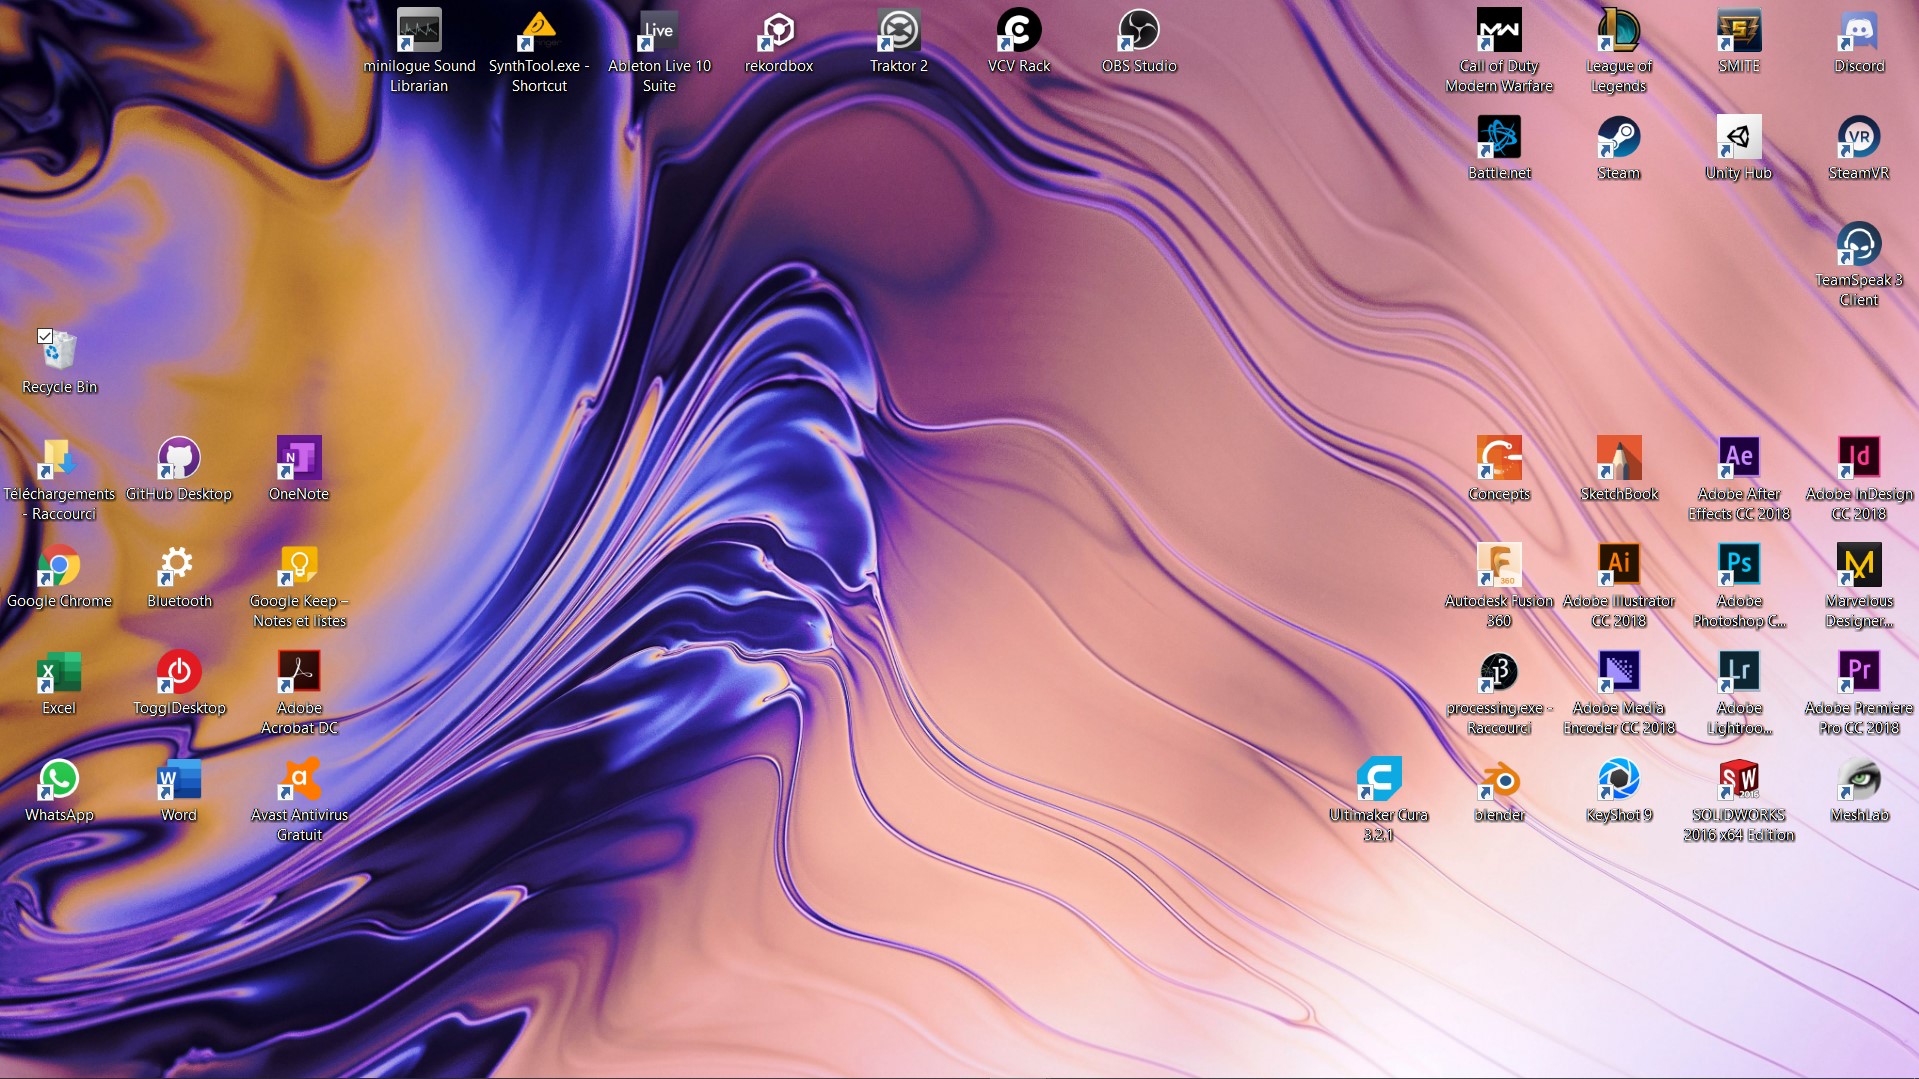 minilogue Sound
Librarian
SynthTool.exe -
Shortcut
Live
Ableton Live 10
Suite
rekordbox
Traktor 2
VCV Rack
OBS Studio
Call of Duty
Modern Warfare
League of
Legends
SMITE
Discord
Battle.net
Steam
Unity Hub
VR
SteamVR
TeamSpeak 3
Client
Recycle Bin
Téléchargements
- Raccourci
GitHub Desktop
N
OneNote
Concepts
SketchBook
Ae
Adobe After
Effects CC 2018
Id
Adobe InDesign
CC 2018
Google Chrome
Bluetooth
Google Keep –
Notes et listes
360
Autodesk Fusion
360
Ai
Adobe Illustrator
CC 2018
Ps
Adobe
Photoshop C...
Marvelous
Designer...
X
Excel
TogglDesktop
Adobe
Acrobat DC
processing.exe -
Raccourci
Adobe Media
Encoder CC 2018
Lr
Adobe
Lightroo...
Pr
Adobe Premiere
Pro CC 2018
WhatsApp
W
Word
a
Avast Antivirus
Gratuit
Ultimaker Cura
3.2.1
blender
KeyShot 9
SW
2016
SOLIDWORKS
2016 x64 Edition
MeshLab